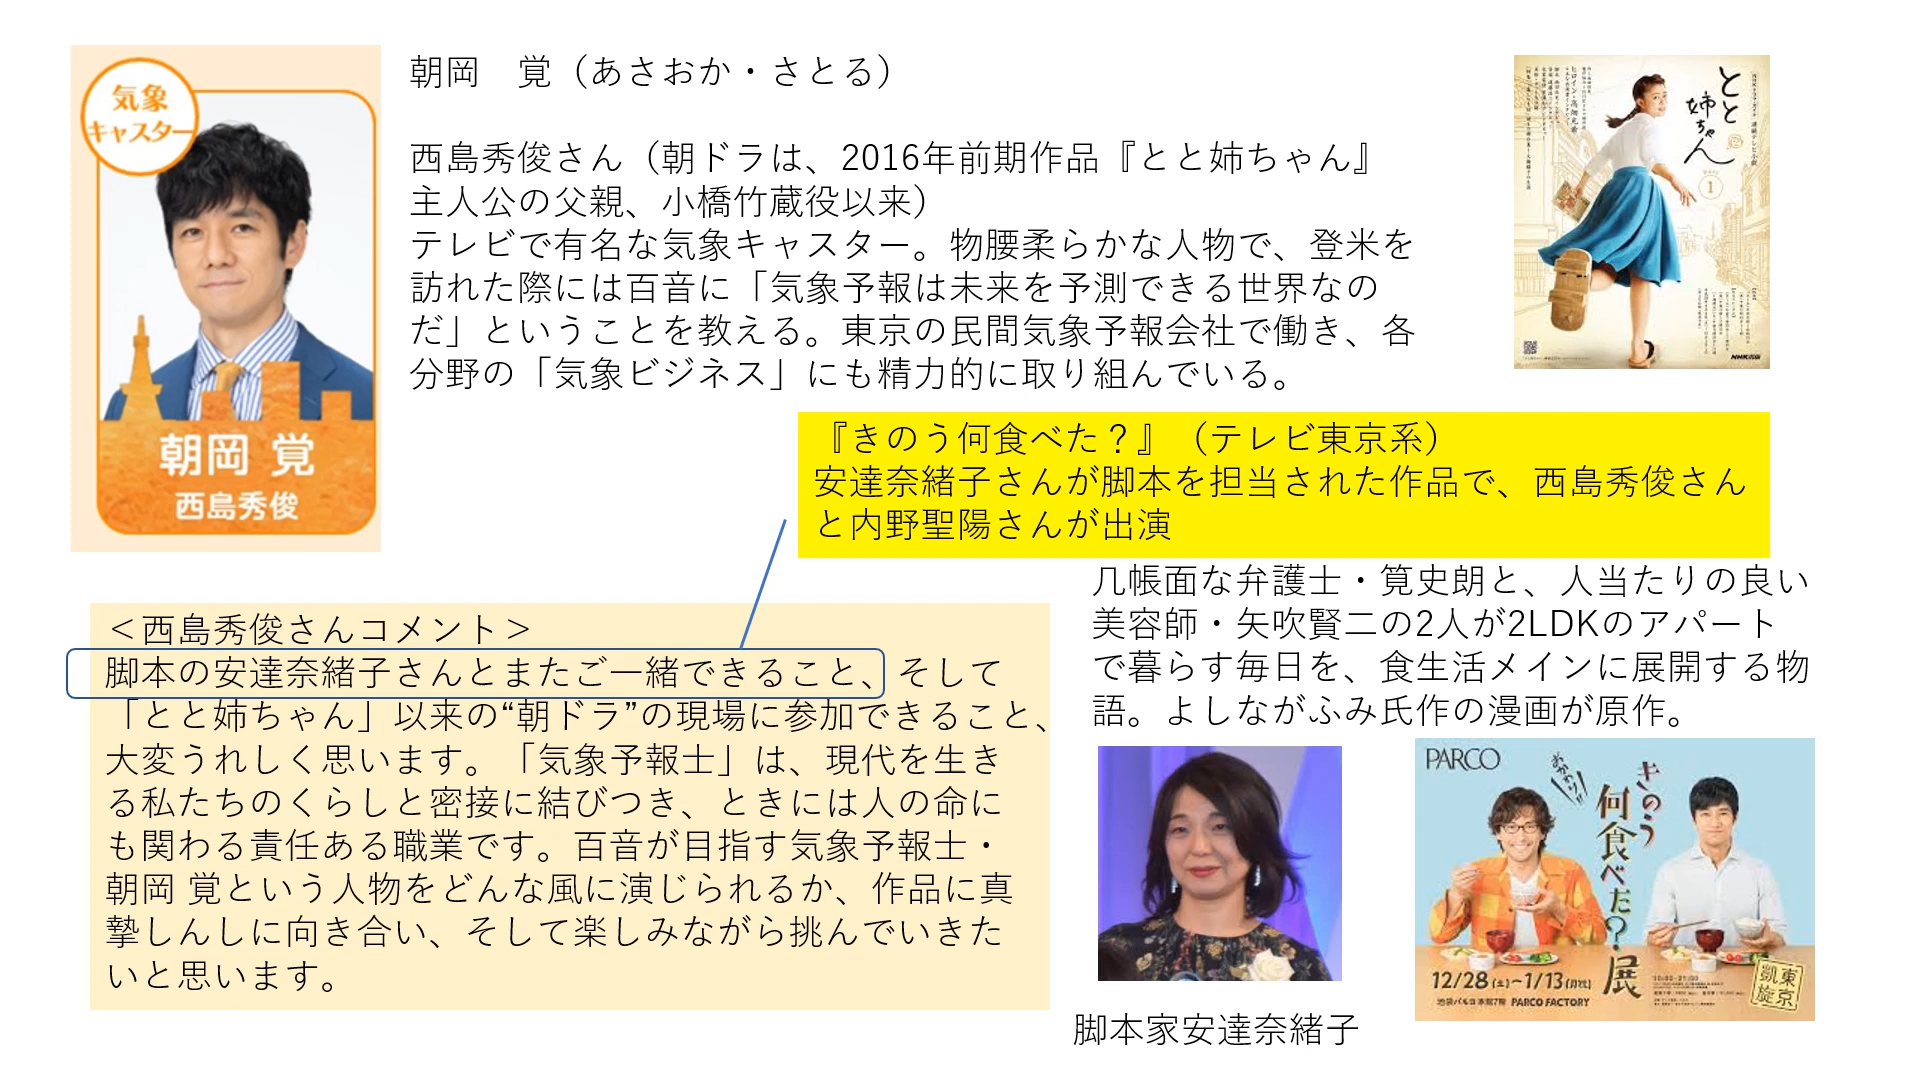 気象
キャスター
朝岡 覚
西島秀俊
朝岡　覚（あさおか・さとる）
西島秀俊さん（朝ドラは、2016年前期作品『とと姉ちゃん』
主人公の父親、小橋竹蔵役以来）
テレビで有名な気象キャスター。物腰柔らかな人物で、登米を
訪れた際には百音に「気象予報は未来を予測できる世界なの
だ」ということを教える。東京の民間気象予報会社で働き、各
分野の「気象ビジネス」にも精力的に取り組んでいる。
とと
姉ちゃん
1
『きのう何食べた？』（テレビ東京系）
安達奈緒子さんが脚本を担当された作品で、西島秀俊さん
と内野聖陽さんが出演
＜西島秀俊さんコメント＞
脚本の安達奈緒子さんとまたご一緒できること、そして
「とと姉ちゃん」以来の“朝ドラ”の現場に参加できること、
大変うれしく思います。「気象予報士」は、現代を生き
る私たちのくらしと密接に結びつき、ときには人の命に
も関わる責任ある職業です。百音が目指す気象予報士・
朝岡 覚という人物をどんな風に演じられるか、作品に真
摯しんしに向き合い、そして楽しみながら挑んでいきた
いと思います。
几帳面な弁護士・筧史朗と、人当たりの良い
美容師・矢吹賢二の2人が2LDKのアパート
で暮らす毎日を、食生活メインに展開する物
語。よしながふみ氏作の漫画が原作。
脚本家安達奈緒子
PARCO
おかわり!!
きのう
何食べた?
展
12/28(土)~1/13(月・祝)
池袋パルコ本館7階 PARCO FACTORY
東京
凱旋